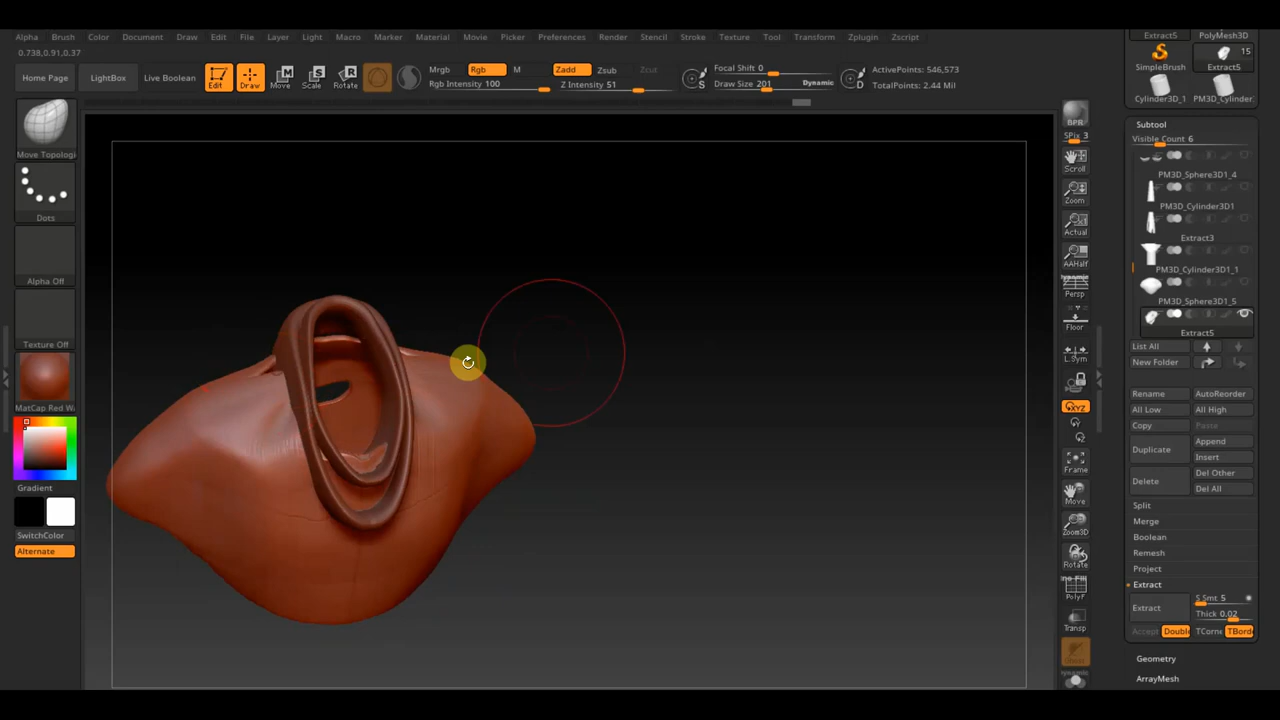 Alpha Brush Color Document Draw Edit File Layer Light Macro Marker Material Movie Picker Preferences Render Stencil Stroke Texture Tool Transform Zplugin Zscript
0.738,0.91,0.37
Home Page LightBox Live Boolean Edit Draw Move Scale Rotate
Mrgb Rgb M Zadd Zsub Zcut
Rgb Intensity 100 Z Intensity 51
Focal Shift 0
Draw Size 201 Dynamic
S D
ActivePoints: 546,573
TotalPoints: 2.44 Mil
Move Topologi
Dots
Alpha Off
Texture Off
MatCap Red W
Gradient
SwitchColor
Alternate
BPR
SPix 3
Scroll
Zoom
Actual
AAHalf
Dynamic
Persp
Floor
L.Sym
XYZ
Y
Z
Frame
Move
Zoom3D
Rotate
PolyF
Transp
Extract5 PolyMesh3D
15
SimpleBrush Extract5
Cylinder3D_1 PM3D_Cylinder
Subtool
Visible Count 6
PM3D_Sphere3D1_4
PM3D_Cylinder3D1
Extract3
PM3D_Cylinder3D1_1
PM3D_Sphere3D1_5
Extract5
List All
New Folder
Rename AutoReorder
All Low All High
Copy Paste
Duplicate Append
Insert
Delete Del Other
Del All
Split
Merge
Boolean
Remesh
Project
Extract
Extract S Smt 5
Thick 0.02
Accept Double TCorne TBord
Geometry
ArrayMesh